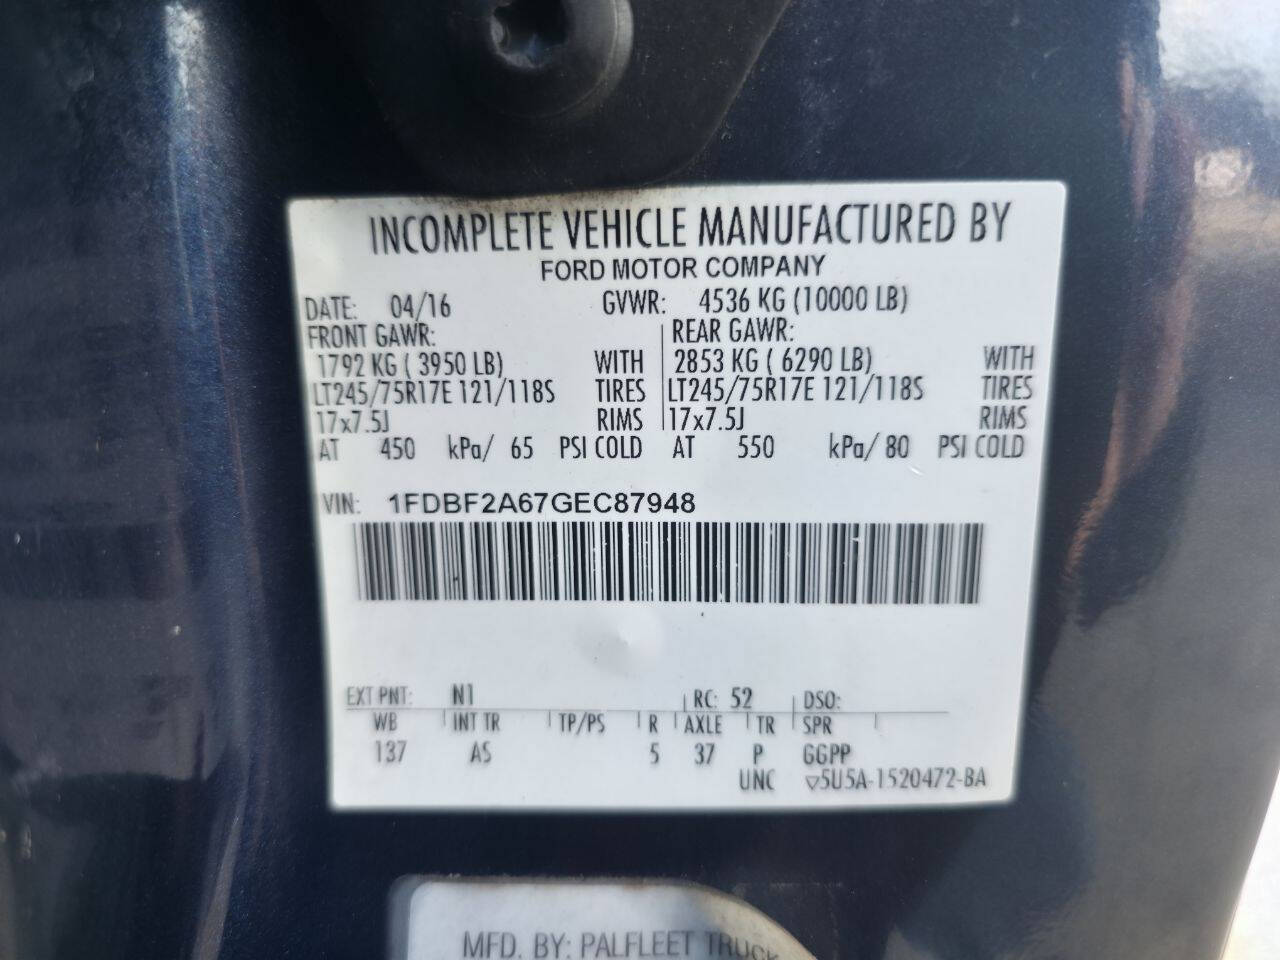 INCOMPLETE VEHICLE MANUFACTURED BY
FORD MOTOR COMPANY
DATE: 04/16 GVWR: 4536 KG (10000 LB)
FRONT GAWR: REAR GAWR:
1792 KG ( 3950 LB) WITH 2853 KG ( 6290 LB) WITH
LT245/75R17E 121/118S TIRES LT245/75R17E 121/118S TIRES
17x7.5J RIMS 17x7.5J RIMS
AT 450 kPa/ 65 PSI COLD AT 550 kPa/ 80 PSI COLD
VIN: 1FDBF2A67GEC87948
EXT PNT: N1 RC: 52 DSO:
WB INT TR TP/PS R AXLE TR SPR
137 AS 5 37 P GGPP
UNC ▽5U5A-1520472-BA
MFD. BY: PALFLEET TRUCK